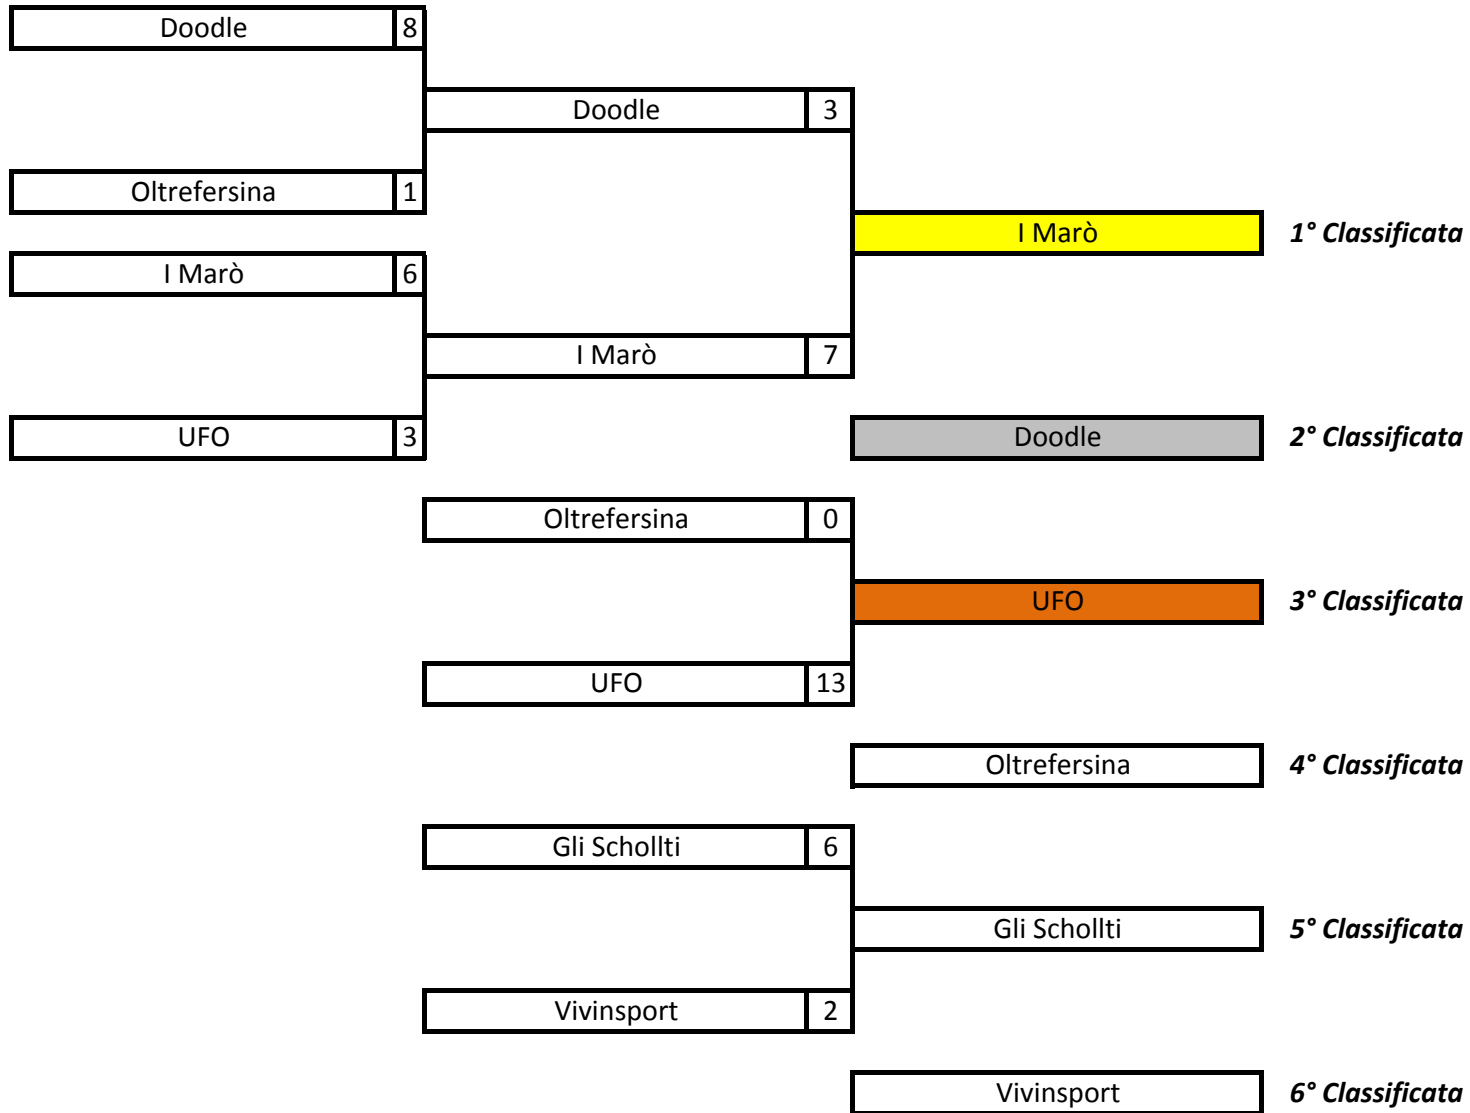 Doodle 8
Doodle 3
Oltrefersina 1
I Marò 1° Classificata
I Marò 6
I Marò 7
UFO 3
Doodle 2° Classificata
Oltrefersina 0
UFO 3° Classificata
UFO 13
Oltrefersina 4° Classificata
Gli Schollti 6
Gli Schollti 5° Classificata
Vivinsport 2
Vivinsport 6° Classificata